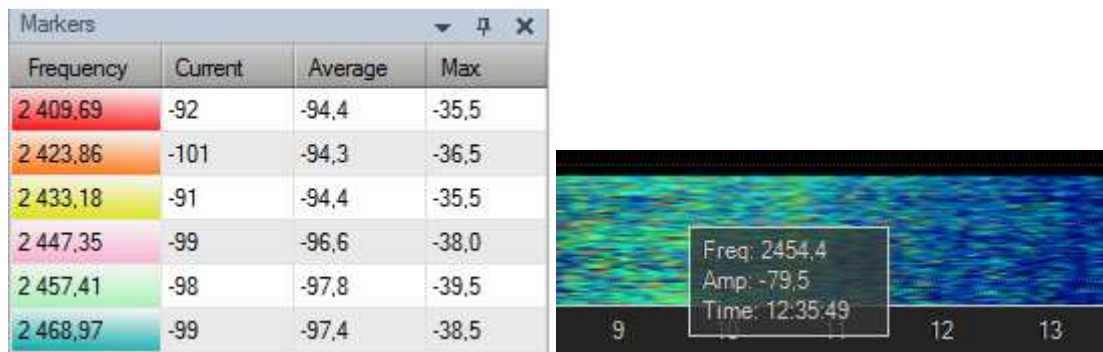 Markers
Frequency Current Average Max
2 409,69 -92 -94,4 -35,5
2 423,86 -101 -94,3 -36,5
2 433,18 -91 -94,4 -35,5
2 447,35 -99 -96,6 -38,0
2 457,41 -98 -97,8 -39,5
2 468,97 -99 -97,4 -38,5
Freq: 2454,4
Amp: -79,5
Time: 12:35:49
9 10 11 12 13